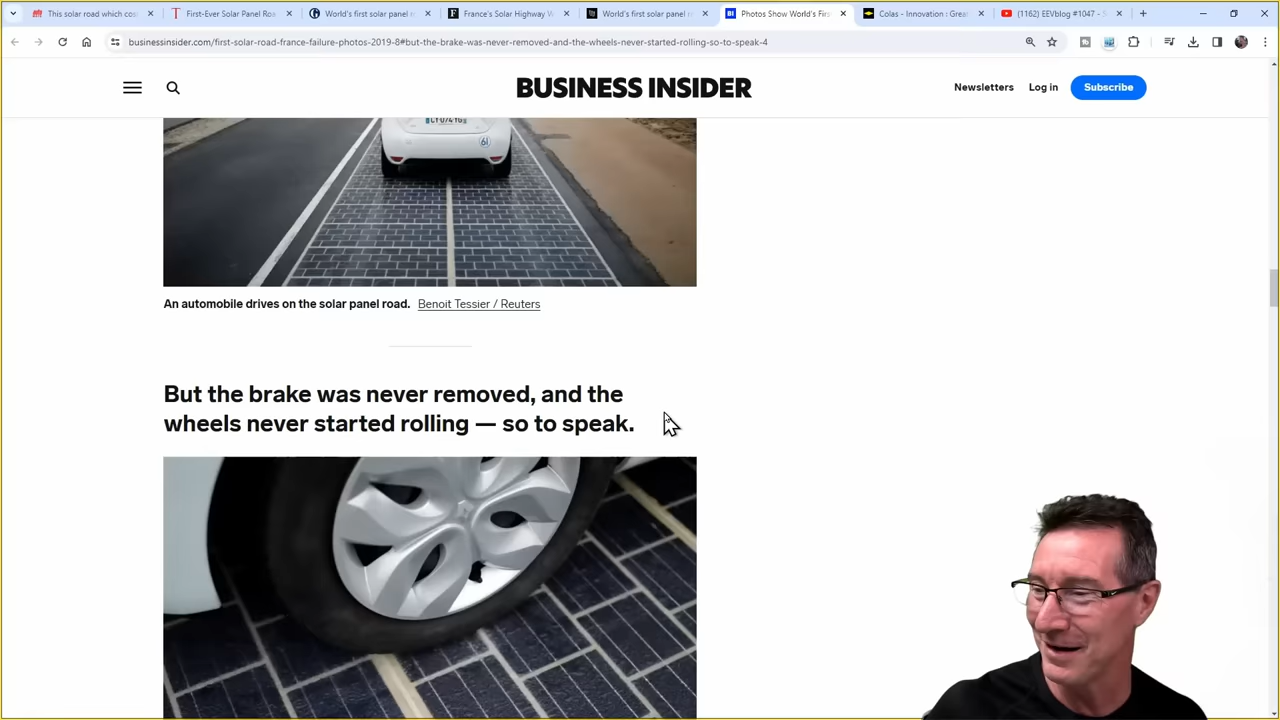 This solar road which cost
First-Ever Solar Panel Roa
World's first solar panel r
France's Solar Highway W
World's first solar panel r
Photos Show World's Firs
Colas - Innovation : Great
(1162) EEVblog #1047 - S
businessinsider.com/first-solar-road-france-failure-photos-2019-8#but-the-brake-was-never-removed-and-the-wheels-never-started-rolling-so-to-speak-4
BUSINESS INSIDER
Newsletters
Log in
Subscribe
An automobile drives on the solar panel road. Benoit Tessier / Reuters
But the brake was never removed, and the
wheels never started rolling — so to speak.